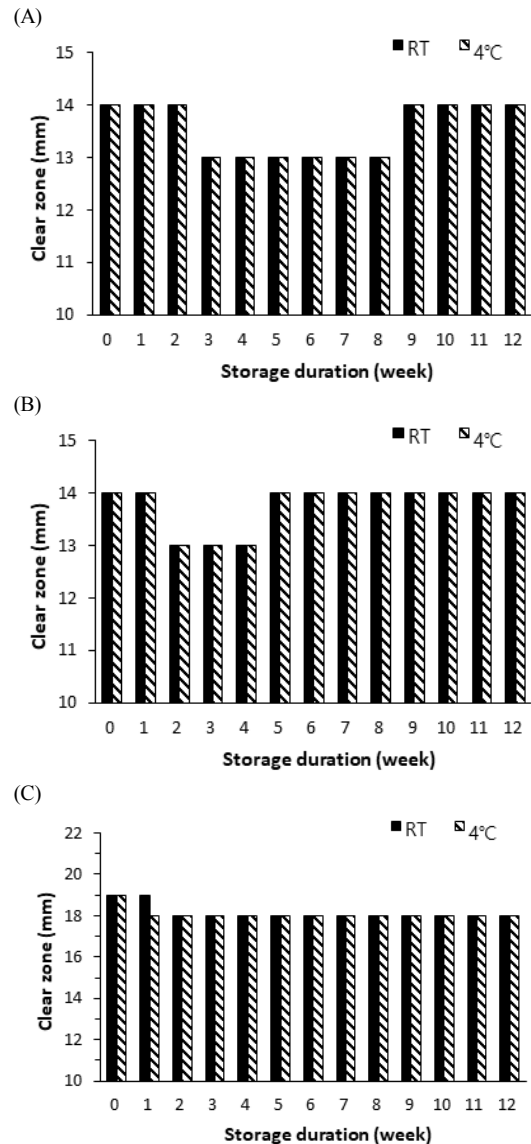 (A)
RT 4℃
15
14
13
12
11
10
Clear zone (mm)
0 1 2 3 4 5 6 7 8 9 10 11 12
Storage duration (week)
(B)
RT 4℃
15
14
13
12
11
10
Clear zone (mm)
0 1 2 3 4 5 6 7 8 9 10 11 12
Storage duration (week)
(C)
RT 4℃
22
20
18
16
14
12
10
Clear zone (mm)
0 1 2 3 4 5 6 7 8 9 10 11 12
Storage duration (week)